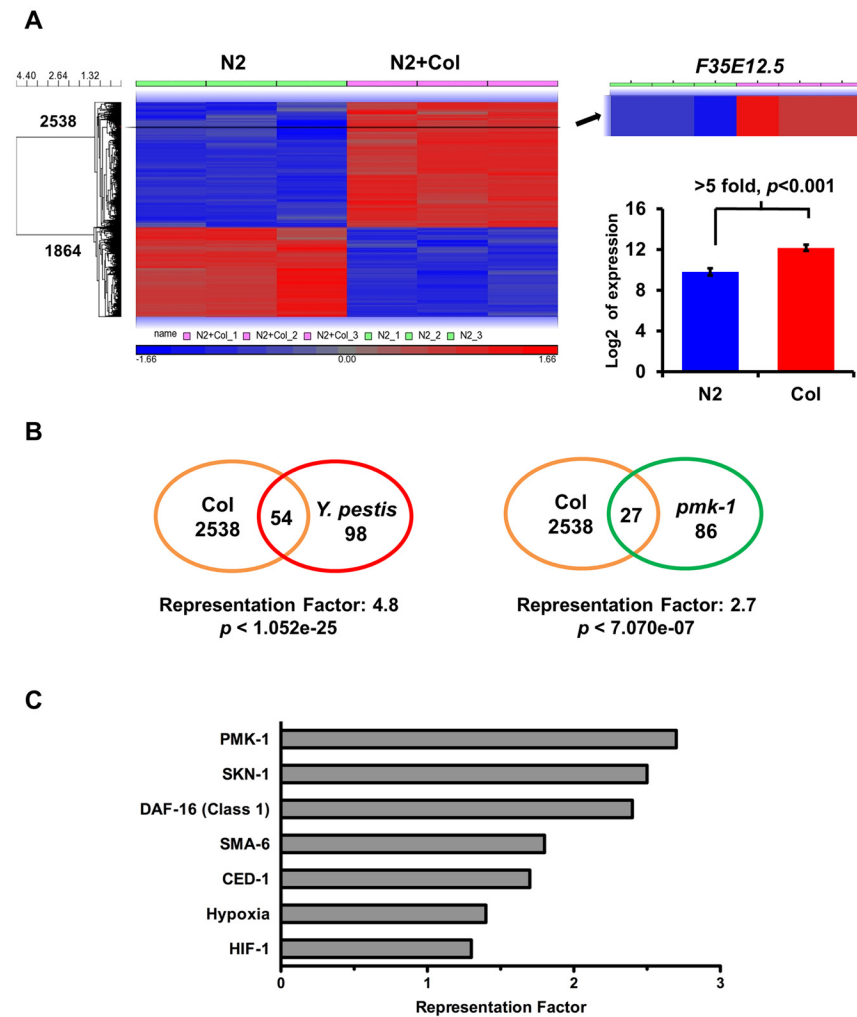 A
N2
N2+Col
F35E12.5
4.40 2.64 1.32
2538
1864
name N2+Col_1 N2+Col_2 N2+Col_3 N2_1 N2_2 N2_3
-1.66 0.00 1.66
>5 fold, p<0.001
Log2 of expression
16
12
8
4
0
N2 Col
B
Col
2538
54
Y. pestis
98
Representation Factor: 4.8
p < 1.052e-25
Col
2538
27
pmk-1
86
Representation Factor: 2.7
p < 7.070e-07
C
PMK-1
SKN-1
DAF-16 (Class 1)
SMA-6
CED-1
Hypoxia
HIF-1
0 1 2 3
Representation Factor